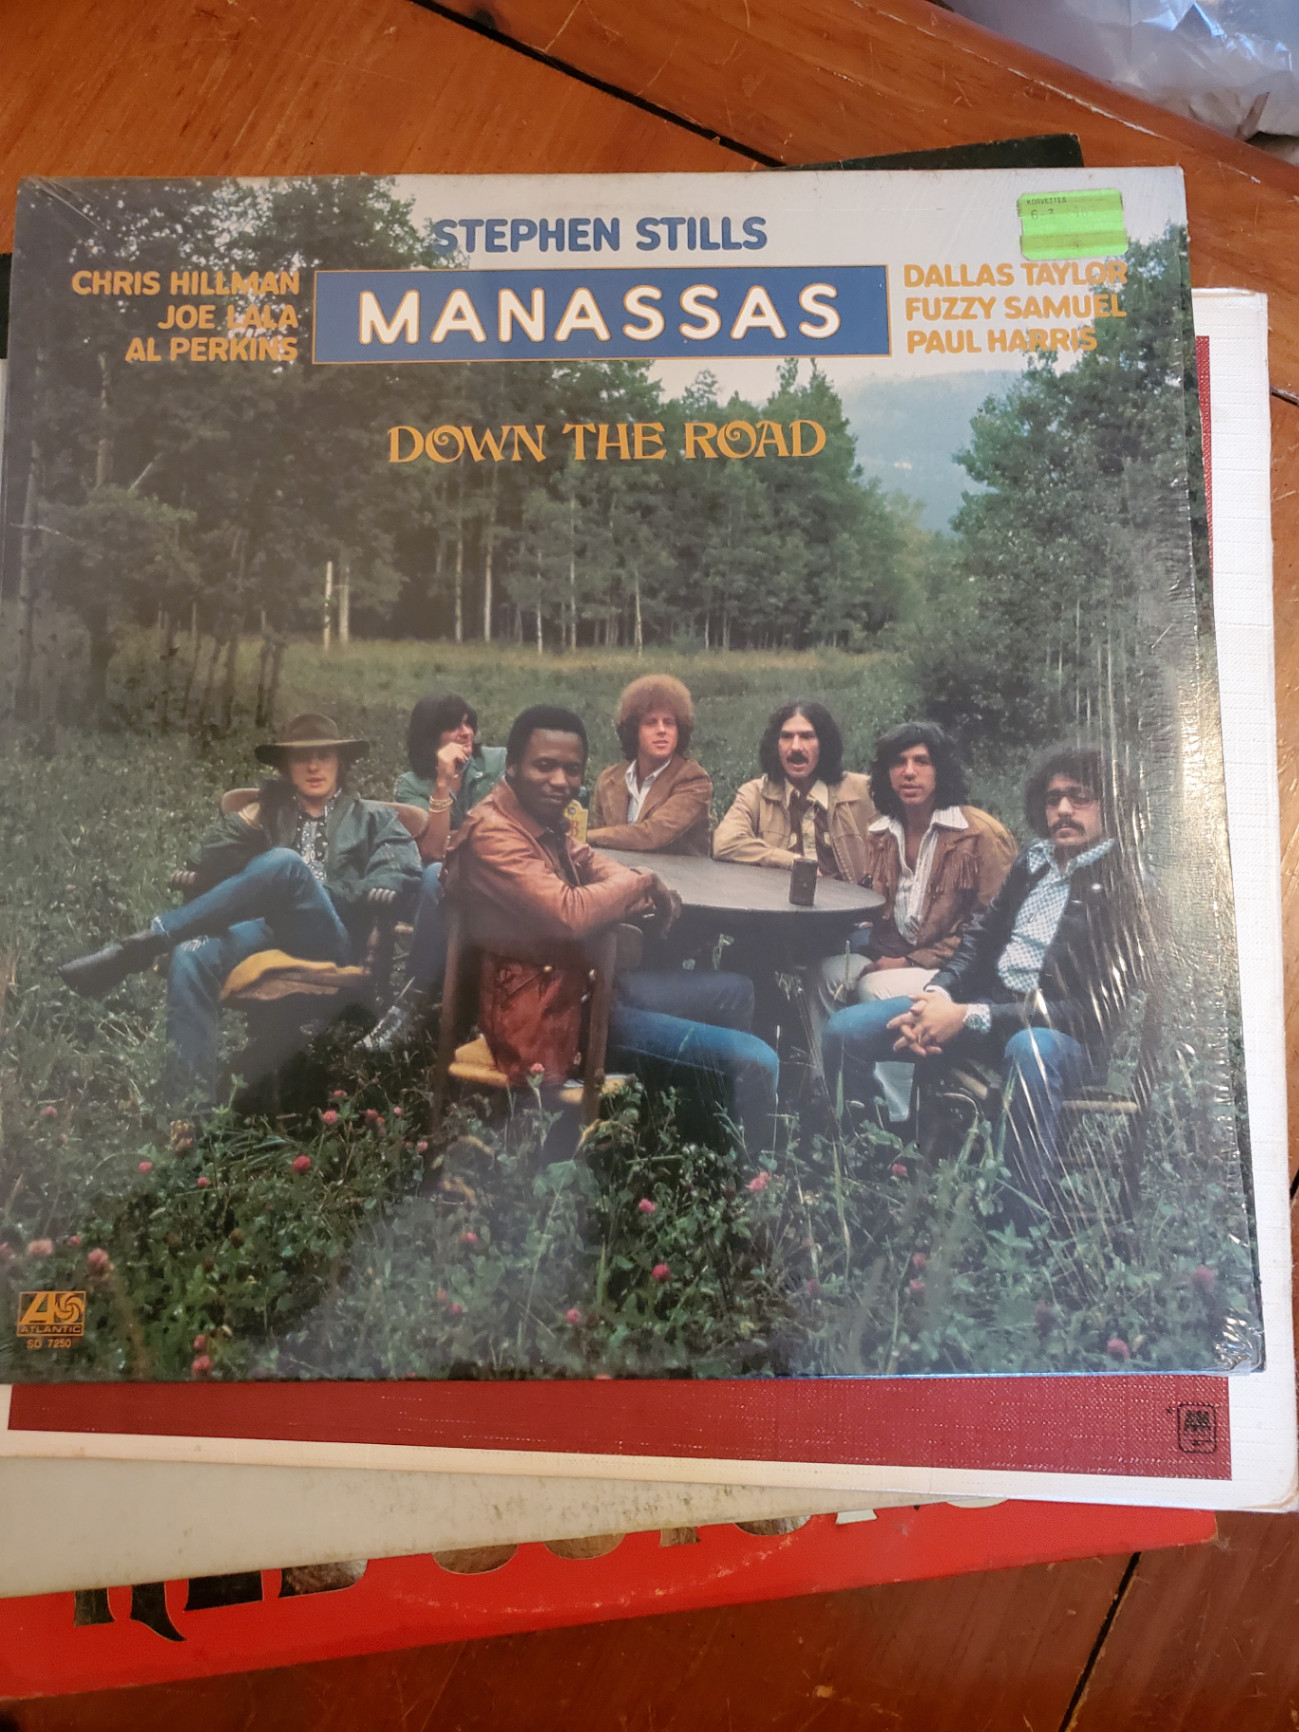 KORVETTES
STEPHEN STILLS
CHRIS HILLMAN
JOE LALA
AL PERKINS
MANASSAS
DALLAS TAYLOR
FUZZY SAMUEL
PAUL HARRIS
DOWN THE ROAD
ATLANTIC
SD 7250